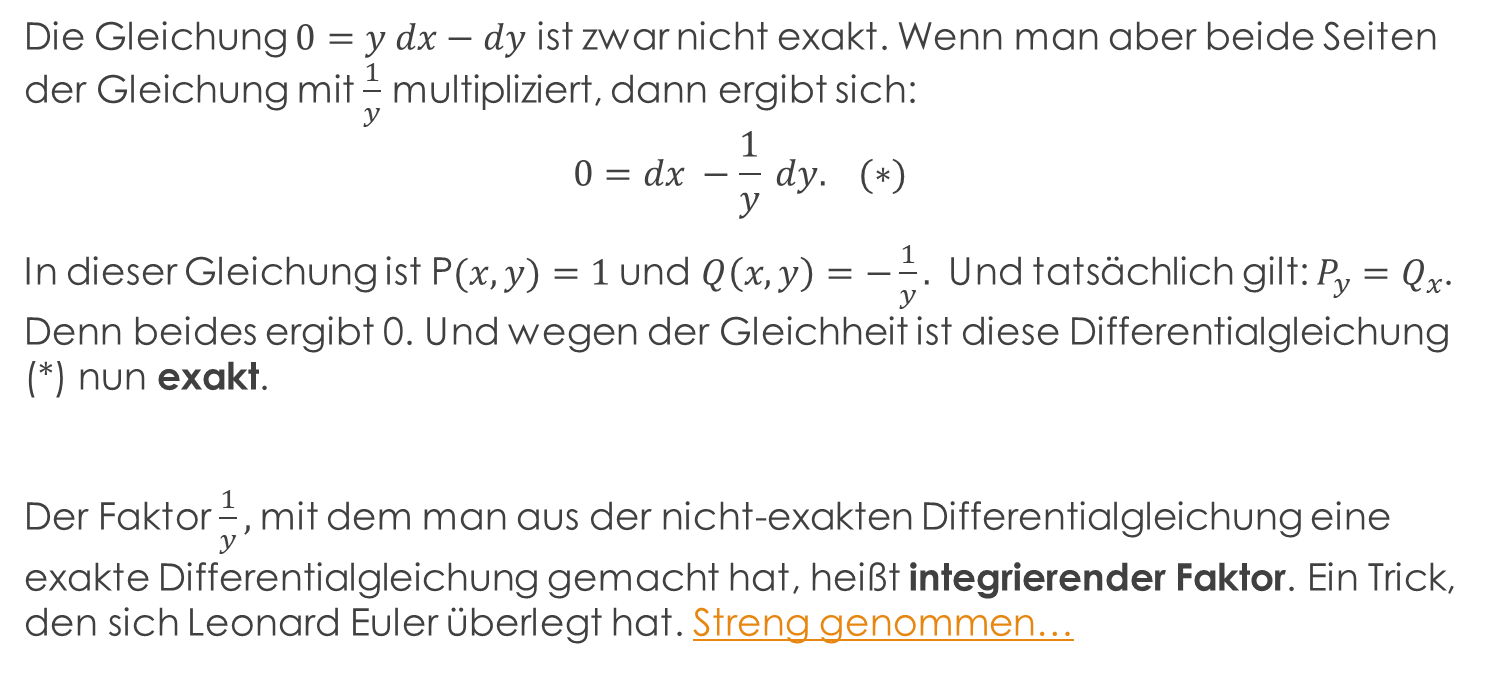 Die Gleichung 0 = y dx − dy ist zwar nicht exakt. Wenn man aber beide Seiten
der Gleichung mit 1/y multipliziert, dann ergibt sich:
0 = dx − 1/y dy. (*)
In dieser Gleichung ist P(x, y) = 1 und Q(x, y) = − 1/y. Und tatsächlich gilt: P_y = Q_x.
Denn beides ergibt 0. Und wegen der Gleichheit ist diese Differentialgleichung
(*) nun exakt.
Der Faktor 1/y, mit dem man aus der nicht-exakten Differentialgleichung eine
exakte Differentialgleichung gemacht hat, heißt integrierender Faktor. Ein Trick,
den sich Leonard Euler überlegt hat. Streng genommen…